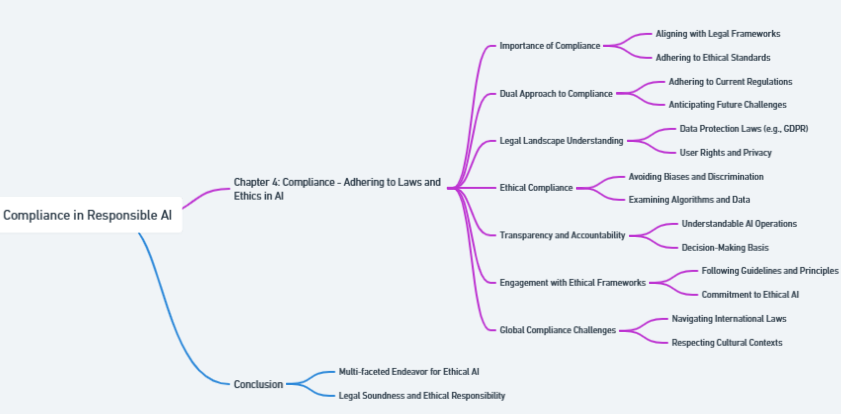 Compliance in Responsible AI
Chapter 4: Compliance - Adhering to Laws and
Ethics in AI
Importance of Compliance
Aligning with Legal Frameworks
Adhering to Ethical Standards
Dual Approach to Compliance
Adhering to Current Regulations
Anticipating Future Challenges
Legal Landscape Understanding
Data Protection Laws (e.g., GDPR)
User Rights and Privacy
Ethical Compliance
Avoiding Biases and Discrimination
Examining Algorithms and Data
Transparency and Accountability
Understandable AI Operations
Decision-Making Basis
Engagement with Ethical Frameworks
Following Guidelines and Principles
Commitment to Ethical AI
Global Compliance Challenges
Navigating International Laws
Respecting Cultural Contexts
Conclusion
Multi-faceted Endeavor for Ethical AI
Legal Soundness and Ethical Responsibility